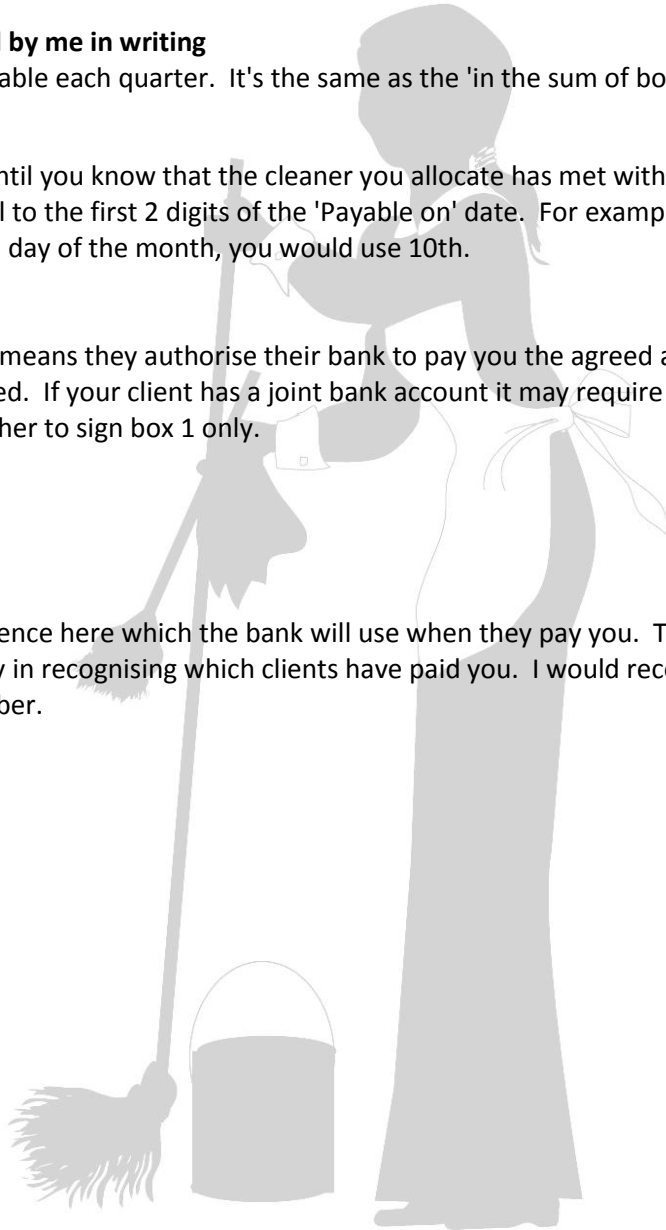 by me in writing
able each quarter. It's the same as the 'in the sum of bo
ntil you know that the cleaner you allocate has met with
l to the first 2 digits of the 'Payable on' date. For examp
day of the month, you would use 10th.
means they authorise their bank to pay you the agreed a
ed. If your client has a joint bank account it may require
her to sign box 1 only.
ence here which the bank will use when they pay you. T
y in recognising which clients have paid you. I would reco
ber.